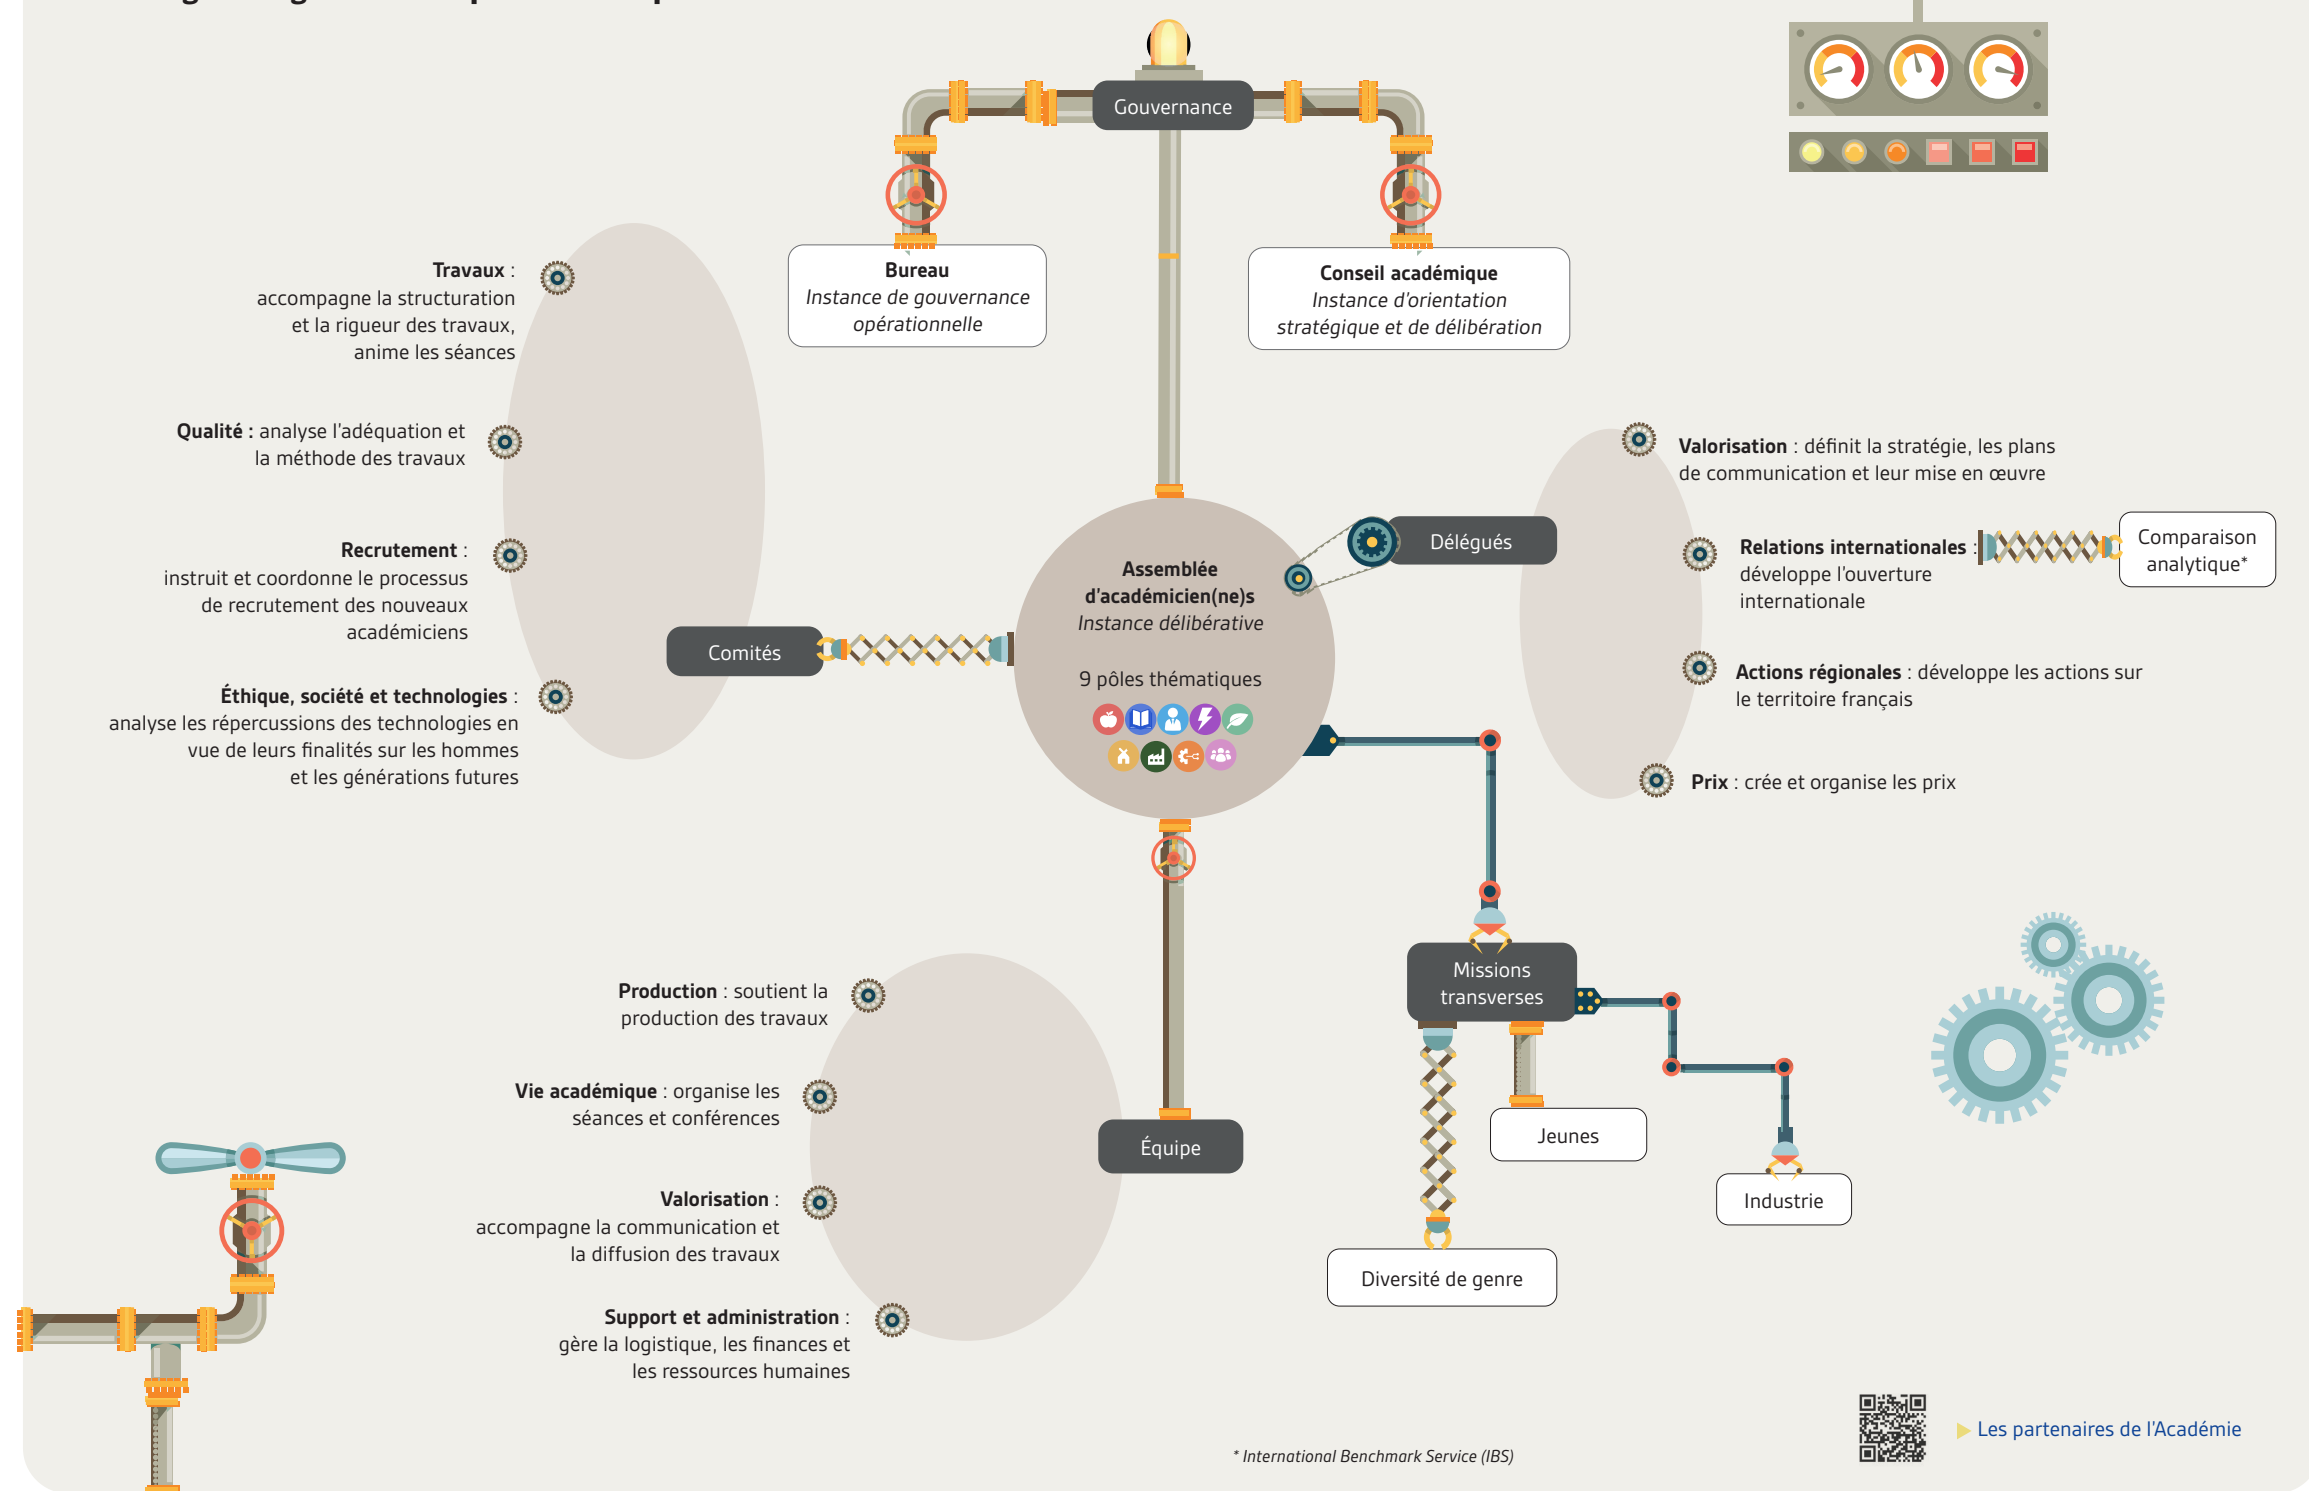 Gouvernance
Bureau
Instance de gouvernance
opérationnelle
Conseil académique
Instance d'orientation
stratégique et de délibération
Travaux :
accompagne la structuration
et la rigueur des travaux,
anime les séances
Qualité : analyse l'adéquation et
la méthode des travaux
Recrutement :
instruit et coordonne le processus
de recrutement des nouveaux
académiciens
Éthique, société et technologies :
analyse les répercussions des technologies en
vue de leurs finalités sur les hommes
et les générations futures
Comités
Assemblée
d'académicien(ne)s
Instance délibérative
9 pôles thématiques
Délégués
Valorisation : définit la stratégie, les plans
de communication et leur mise en œuvre
Relations internationales :
développe l'ouverture
internationale
Comparaison
analytique*
Actions régionales : développe les actions sur
le territoire français
Prix : crée et organise les prix
Missions
transverses
Jeunes
Industrie
Diversité de genre
Production : soutient la
production des travaux
Vie académique : organise les
séances et conférences
Valorisation :
accompagne la communication et
la diffusion des travaux
Support et administration :
gère la logistique, les finances et
les ressources humaines
Équipe
* International Benchmark Service (IBS)
Les partenaires de l'Académie